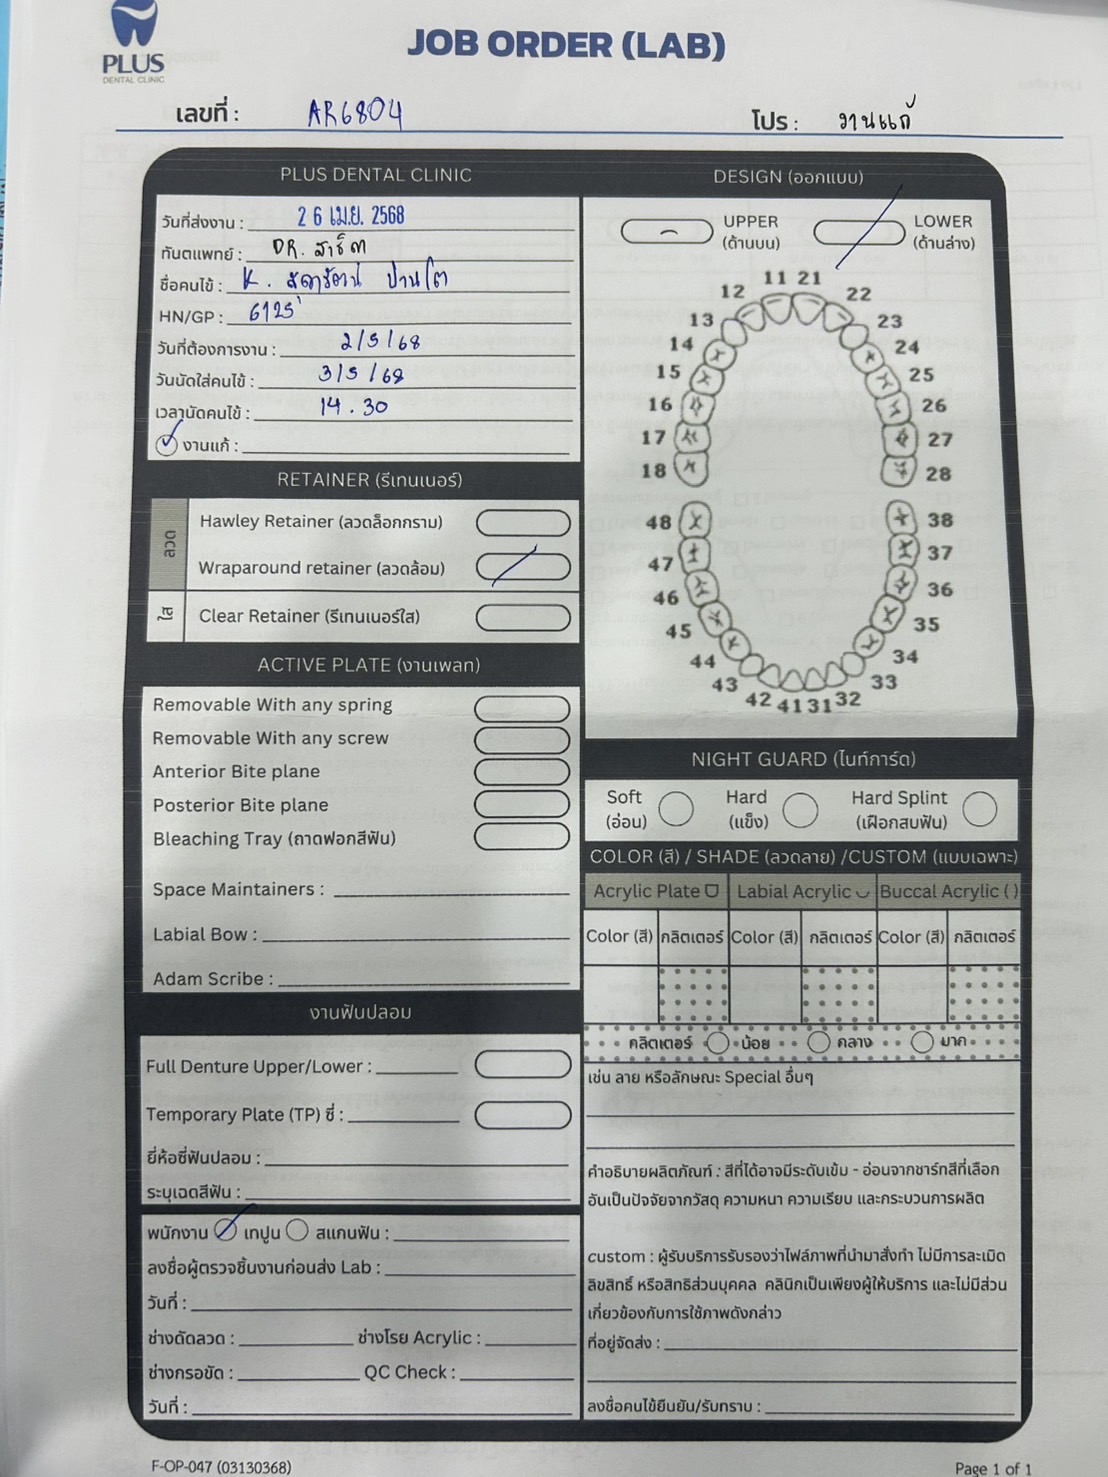 PLUS
DENTAL CLINIC
JOB ORDER (LAB)
เลขที่ : AR6804
โปร : งานแก้
PLUS DENTAL CLINIC
วันที่ส่งงาน : 26 เม.ย. 2568
ทันตแพทย์ : DR. สาธิต
ชื่อคนไข้ : K.
HN/GP : 6125
วันที่ต้องการงาน : 2/5/68
วันนัดใส่คนไข้ : 3/5/68
เวลานัดคนไข้ : 14.30
งานแก้ :
RETAINER (รีเทนเนอร์)
ลวด
Hawley Retainer (ลวดล็อกกราม)
Wraparound retainer (ลวดล้อม)
ใส
Clear Retainer (รีเทนเนอร์ใส)
ACTIVE PLATE (งานเพลท)
Removable With any spring
Removable With any screw
Anterior Bite plane
Posterior Bite plane
Bleaching Tray (ถาดฟอกสีฟัน)
Space Maintainers :
Labial Bow :
Adam Scribe :
งานฟันปลอม
Full Denture Upper/Lower :
Temporary Plate (TP) ซี่ :
ยี่ห้อซี่ฟันปลอม :
ระบุเฉดสีฟัน :
พนักงาน เทปูน สแกนฟัน :
ลงชื่อผู้ตรวจชิ้นงานก่อนส่ง Lab :
วันที่ :
ช่างดัดลวด : ช่างโรย Acrylic :
ช่างกรอขัด : QC Check :
วันที่ :
DESIGN (ออกแบบ)
UPPER (ด้านบน)
LOWER (ด้านล่าง)
11 21
12 22
13 23
14 24
15 25
16 26
17 27
18 28
48 38
47 37
46 36
45 35
44 34
43 33
42 41 31 32
NIGHT GUARD (ไนท์การ์ด)
Soft (อ่อน)
Hard (แข็ง)
Hard Splint (เฝือกสบฟัน)
COLOR (สี) / SHADE (ลวดลาย) /CUSTOM (แบบเฉพาะ)
Acrylic Plate Labial Acrylic Buccal Acrylic ( )
Color (สี) กลิตเตอร์ Color (สี) กลิตเตอร์ Color (สี) กลิตเตอร์
กลิตเตอร์ น้อย กลาง มาก
เช่น ลาย หรือลักษณะ Special อื่นๆ
คำอธิบายผลิตภัณฑ์ : สีที่ได้อาจมีระดับเข้ม - อ่อนจากชาร์ทสีที่เลือก
อันเป็นปัจจัยจากวัสดุ ความหนา ความเรียบ และกระบวนการผลิต
custom : ผู้รับบริการรับรองว่าไฟล์ภาพที่นำมาสั่งทำ ไม่มีการละเมิด
ลิขสิทธิ์ หรือสิทธิส่วนบุคคล คลินิกเป็นเพียงผู้ให้บริการ และไม่มีส่วน
เกี่ยวข้องกับการใช้ภาพดังกล่าว
ที่อยู่จัดส่ง :
ลงชื่อคนไข้ยืนยัน/รับทราบ :
F-OP-047 (03130368)
Page 1 of 1